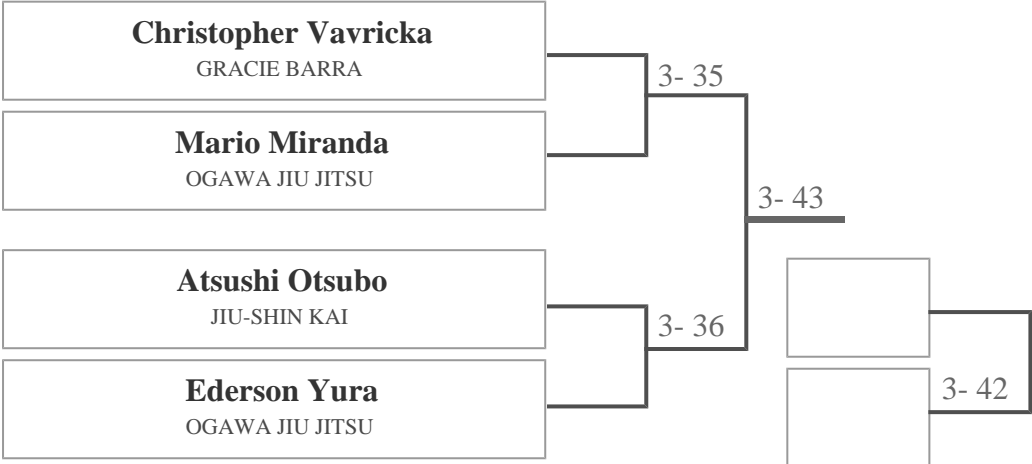 Christopher Vavricka
GRACIE BARRA
3- 35
Mario Miranda
OGAWA JIU JITSU
3- 43
Atsushi Otsubo
JIU-SHIN KAI
3- 36
Ederson Yura
OGAWA JIU JITSU
3- 42